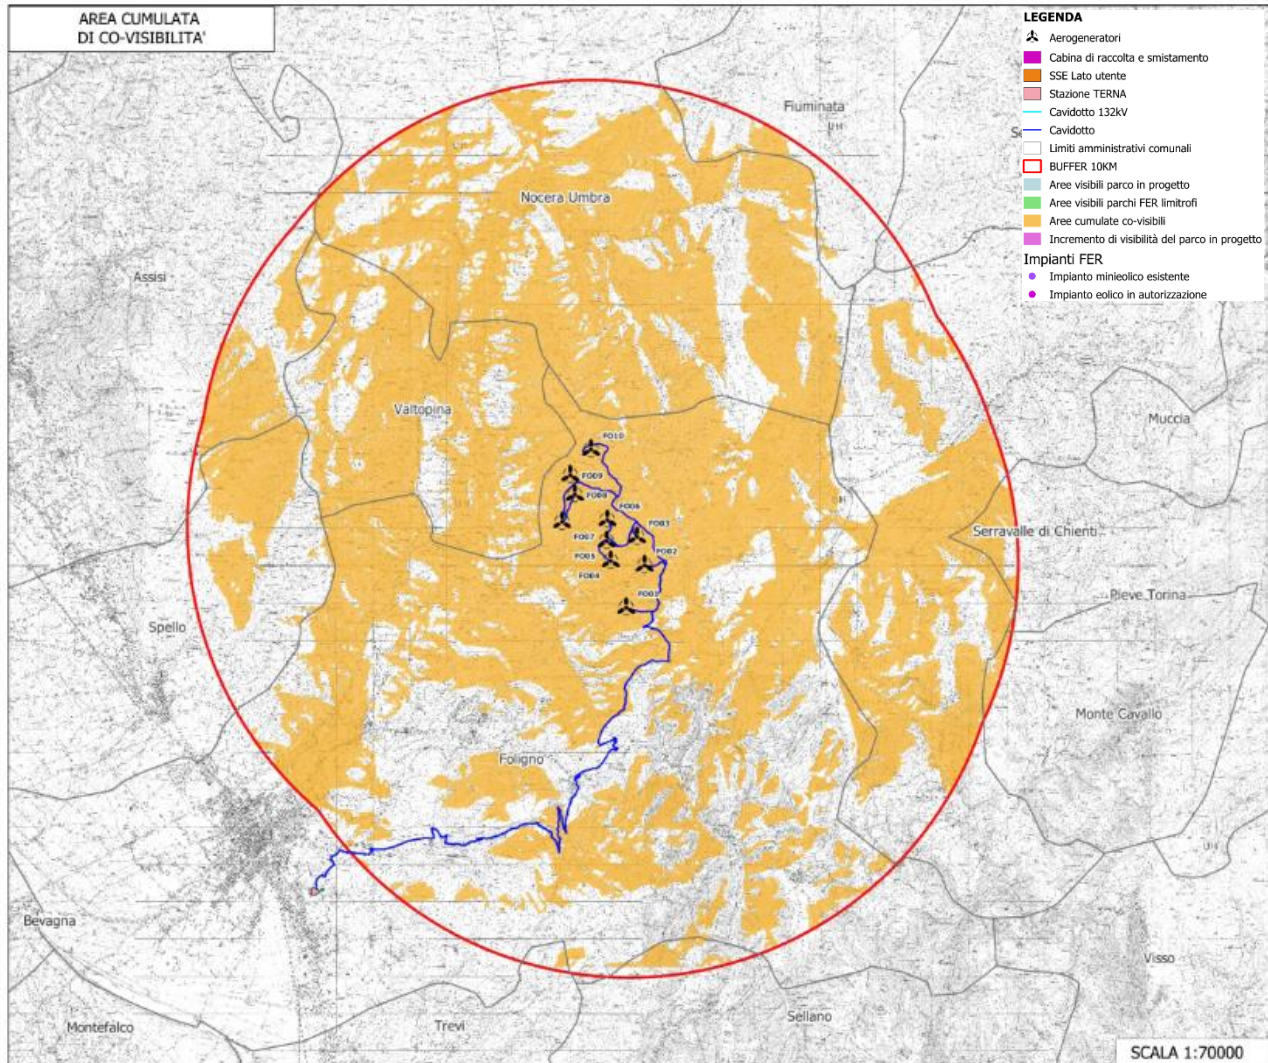 AREA CUMULATA
DI CO-VISIBILITA'
LEGENDA
Aerogeneratori
Cabina di raccolta e smistamento
SSE Lato utente
Stazione TERNA
Cavidotto 132kV
Cavidotto
Limiti amministrativi comunali
BUFFER 10KM
Aree visibili parco in progetto
Aree visibili parchi FER limitrofi
Aree cumulate co-visibili
Incremento di visibilità del parco in progetto
Impianti FER
Impianto minieolico esistente
Impianto eolico in autorizzazione
Fiuminata
Nocera Umbra
Assisi
Valtopina
Muccia
FO10
FO09
FO08
FO06
FO03
FO07
FO02
FO05
FO04
FO01
Serravalle di Chienti
Pieve Torina
Spello
Monte Cavallo
Foligno
Bevagna
Visso
Montefalco
Trevi
Sellano
SCALA 1:70000